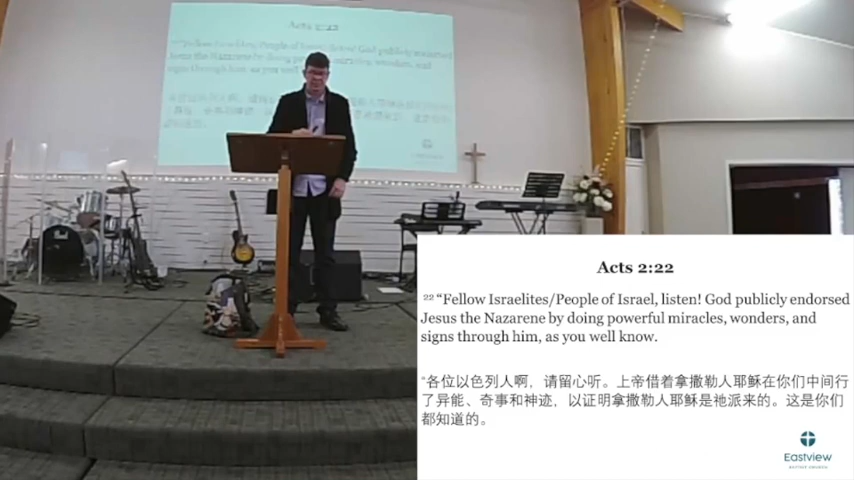 Acts 2:22
Acts 2:22
22 “Fellow Israelites/People of Israel, listen! God publicly endorsed
Jesus the Nazarene by doing powerful miracles, wonders, and
signs through him, as you well know.
“各位以色列人啊，请留心听。上帝借着拿撒勒人耶稣在你们中间行
了异能、奇事和神迹，以证明拿撒勒人耶稣是祂派来的。这是你们
都知道的。
Eastview
BAPTIST CHURCH